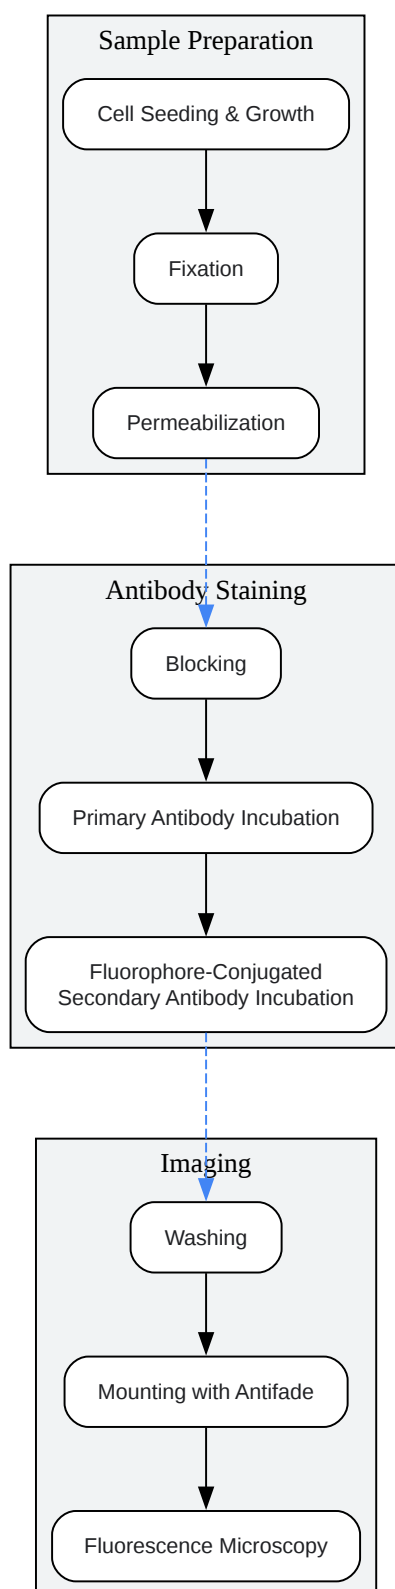 Sample Preparation
Cell Seeding & Growth
Fixation
Permeabilization
Antibody Staining
Blocking
Primary Antibody Incubation
Fluorophore-Conjugated
Secondary Antibody Incubation
Imaging
Washing
Mounting with Antifade
Fluorescence Microscopy